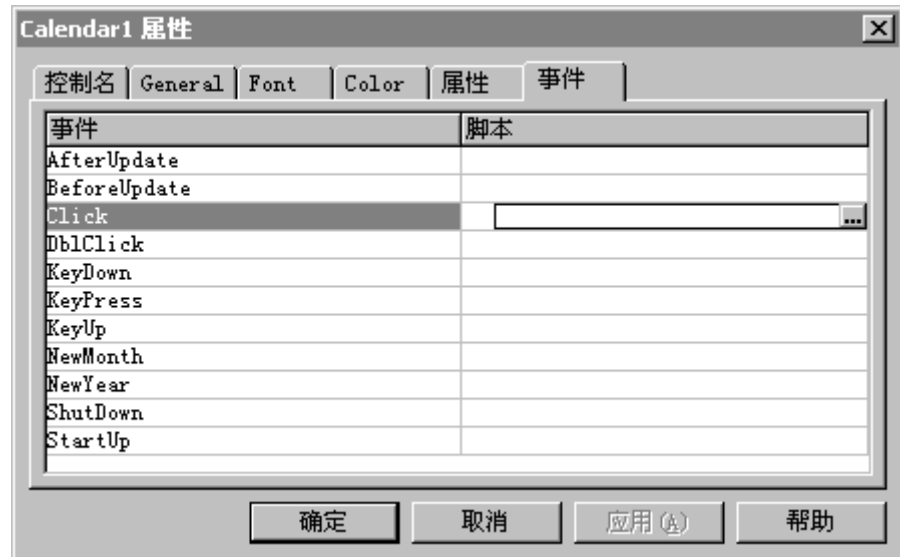 Calendar1 属性
控制名 General Font Color 属性 事件
事件 脚本
AfterUpdate
BeforeUpdate
Click ...
DblClick
KeyDown
KeyPress
KeyUp
NewMonth
NewYear
ShutDown
StartUp
确定 取消 应用(A) 帮助